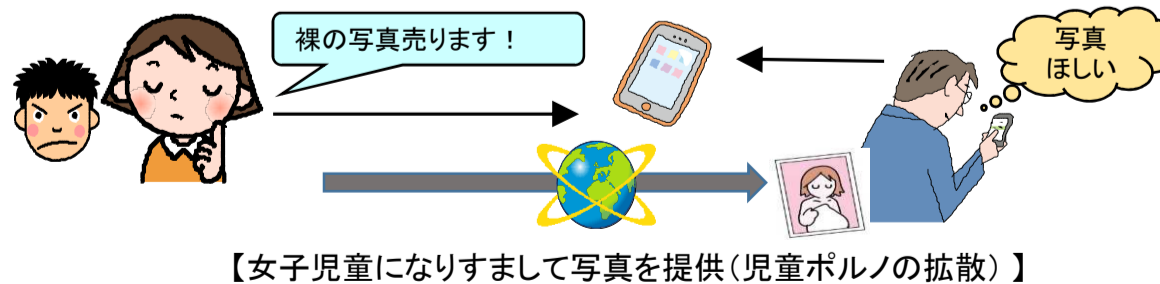 裸の写真売ります！
写真
ほしい
【女子児童になりすまして写真を提供（児童ポルノの拡散）】